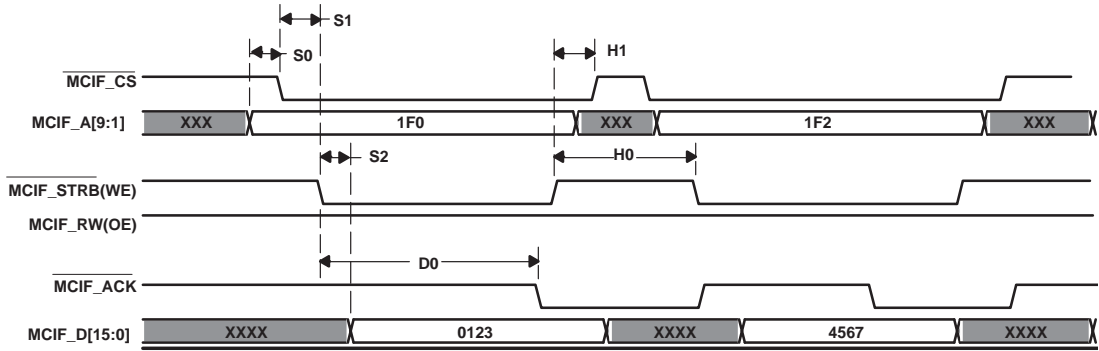 S1
S0
H1
MCIF_CS
MCIF_A[9:1] XXX 1F0 XXX 1F2 XXX
S2
H0
MCIF_STRB(WE)
MCIF_RW(OE)
D0
MCIF_ACK
MCIF_D[15:0] XXXX 0123 XXXX 4567 XXXX